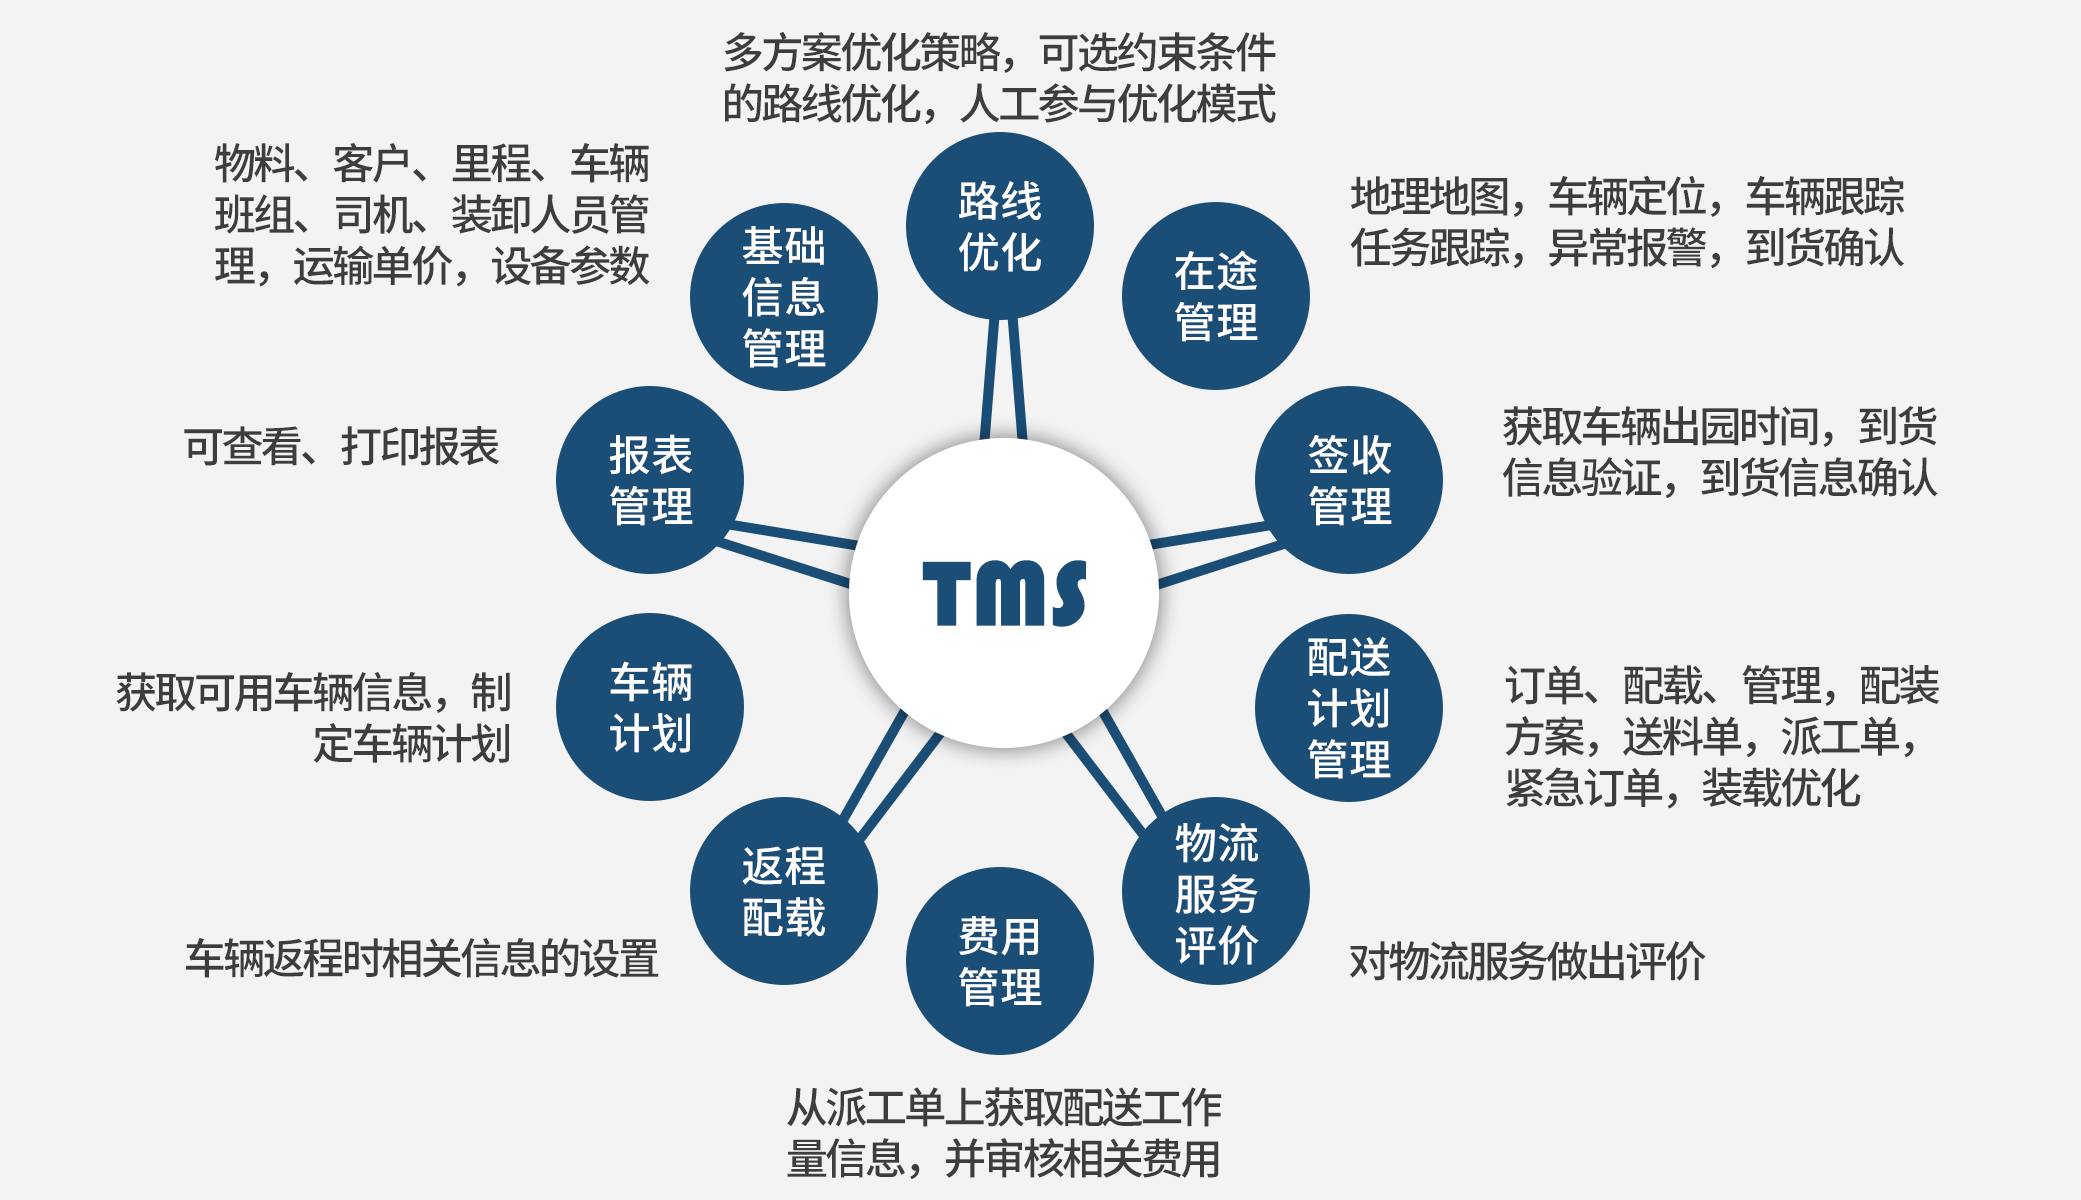 多方案优化策略，可选约束条件
的路线优化，人工参与优化模式
路线
优化
物料、客户、里程、车辆
班组、司机、装卸人员管
理，运输单价，设备参数
基础
信息
管理
地理地图，车辆定位，车辆跟踪
任务跟踪，异常报警，到货确认
在途
管理
可查看、打印报表
报表
管理
获取车辆出园时间，到货
信息验证，到货信息确认
签收
管理
TMS
获取可用车辆信息，制
定车辆计划
车辆
计划
订单、配载、管理，配装
方案，送料单，派工单，
紧急订单，装载优化
配送
计划
管理
车辆返程时相关信息的设置
返程
配载
对物流服务做出评价
物流
服务
评价
费用
管理
从派工单上获取配送工作
量信息，并审核相关费用